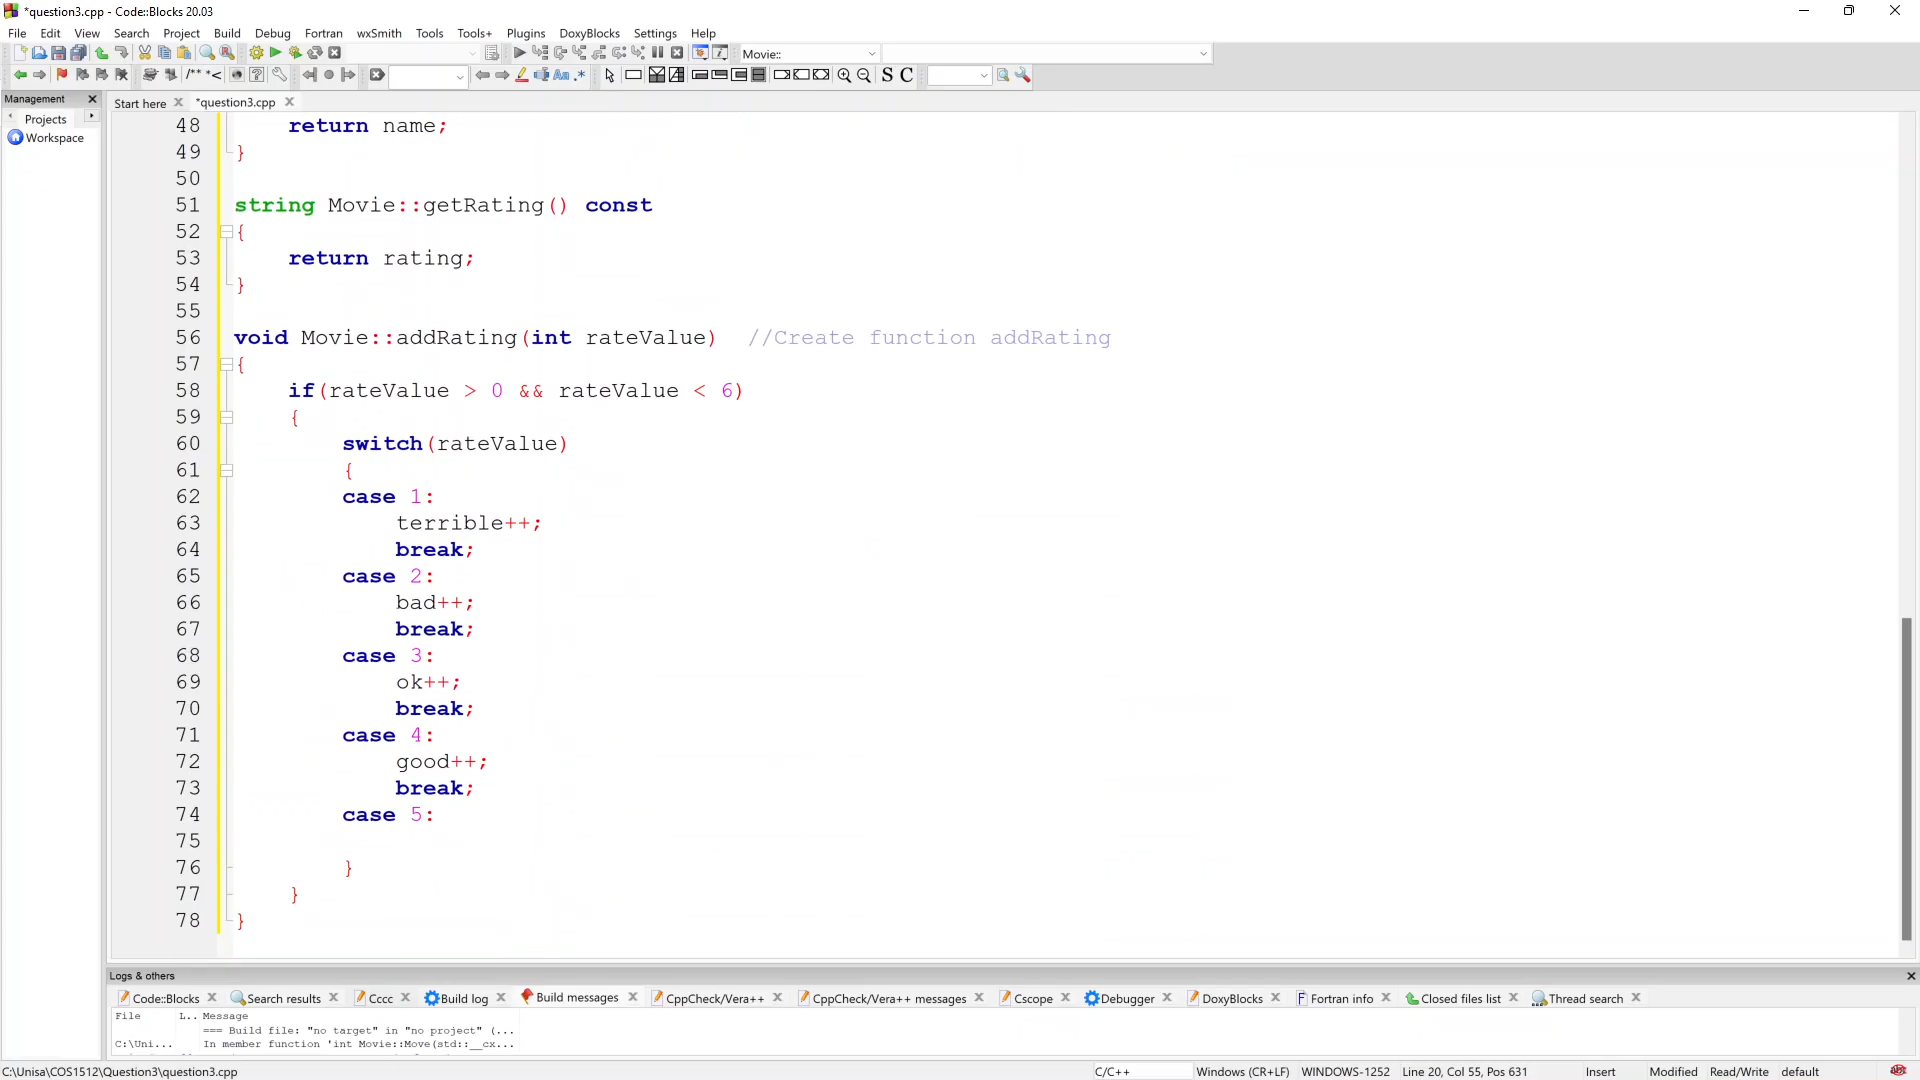 *question3.cpp - Code::Blocks 20.03
File Edit View Search Project Build Debug Fortran wxSmith Tools Tools+ Plugins DoxyBlocks Settings Help
Movie::
/** *< Aa .* S C
Management
Start here *question3.cpp
Projects
Workspace
48 return name;
49 }
50
51 string Movie::getRating() const
52 {
53 return rating;
54 }
55
56 void Movie::addRating(int rateValue) //Create function addRating
57 {
58 if(rateValue > 0 && rateValue < 6)
59 {
60 switch(rateValue)
61 {
62 case 1:
63 terrible++;
64 break;
65 case 2:
66 bad++;
67 break;
68 case 3:
69 ok++;
70 break;
71 case 4:
72 good++;
73 break;
74 case 5:
75
76 }
77 }
78 }
Logs & others
Code::Blocks Search results Cccc Build log Build messages CppCheck/Vera++ CppCheck/Vera++ messages Cscope Debugger DoxyBlocks Fortran info Closed files list Thread search
File L.. Message
=== Build file: "no target" in "no project" (...
C:\Uni... In member function 'int Movie::Move(std::__cx...
C:\Unisa\COS1512\Question3\question3.cpp C/C++ Windows (CR+LF) WINDOWS-1252 Line 20, Col 55, Pos 631 Insert Modified Read/Write default